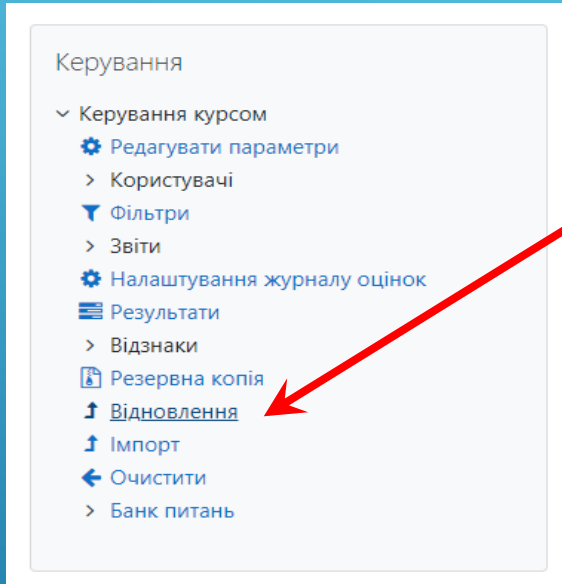 Керування
Керування курсом
Редагувати параметри
Користувачі
Фільтри
Звіти
Налаштування журналу оцінок
Результати
Відзнаки
Резервна копія
Відновлення
Імпорт
Очистити
Банк питань